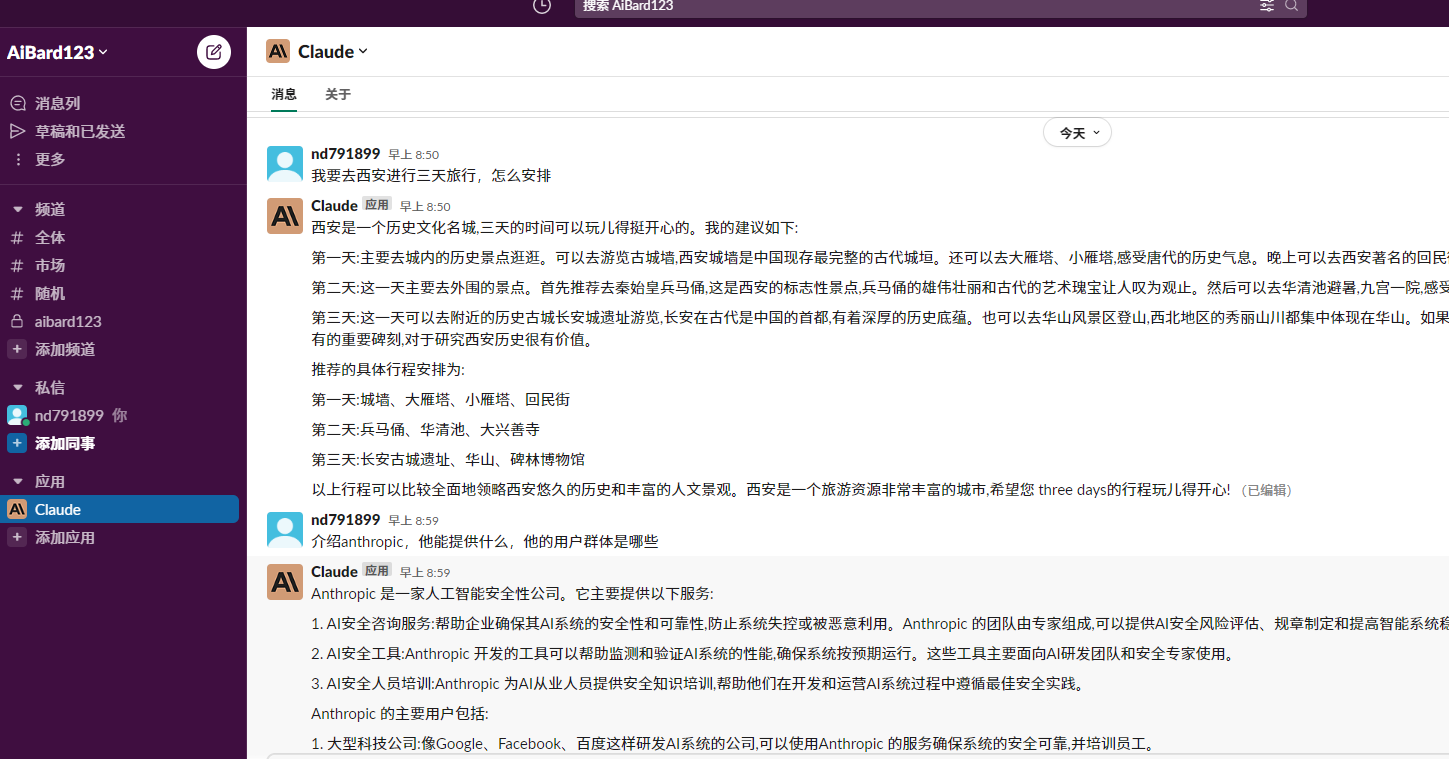 搜索 AiBard123
AiBard123
消息列
草稿和已发送
更多
频道
# 全体
# 市场
# 随机
aibard123
+ 添加频道
私信
nd791899 你
+ 添加同事
应用
Claude
+ 添加应用
Claude
消息 关于
今天
nd791899 早上 8:50
我要去西安进行三天旅行，怎么安排
Claude 应用 早上 8:50
西安是一个历史文化名城,三天的时间可以玩儿得挺开心的。我的建议如下:
第一天:主要去城内的历史景点逛逛。可以去游览古城墙,西安城墙是中国现存最完整的古代城垣。还可以去大雁塔、小雁塔,感受唐代的历史气息。晚上可以去西安著名的回民
第二天:这一天主要去外围的景点。首先推荐去秦始皇兵马俑,这是西安的标志性景点,兵马俑的雄伟壮丽和古代的艺术瑰宝让人叹为观止。然后可以去华清池避暑,九宫一院,感受
第三天:这一天可以去附近的历史古城长安城遗址游览,长安在古代是中国的首都,有着深厚的历史底蕴。也可以去华山风景区登山,西北地区的秀丽山川都集中体现在华山。如果
有的重要碑刻,对于研究西安历史很有价值。
推荐的具体行程安排为:
第一天:城墙、大雁塔、小雁塔、回民街
第二天:兵马俑、华清池、大兴善寺
第三天:长安古城遗址、华山、碑林博物馆
以上行程可以比较全面地领略西安悠久的历史和丰富的人文景观。西安是一个旅游资源非常丰富的城市,希望您 three days的行程玩儿得开心! （已编辑）
nd791899 早上 8:59
介绍anthropic，他能提供什么，他的用户群体是哪些
Claude 应用 早上 8:59
Anthropic 是一家人工智能安全性公司。它主要提供以下服务:
1. AI安全咨询服务:帮助企业确保其AI系统的安全性和可靠性,防止系统失控或被恶意利用。Anthropic 的团队由专家组成,可以提供AI安全风险评估、规章制定和提高智能系统稳
2. AI安全工具:Anthropic 开发的工具可以帮助监测和验证AI系统的性能,确保系统按预期运行。这些工具主要面向AI研发团队和安全专家使用。
3. AI安全人员培训:Anthropic 为AI从业人员提供安全知识培训,帮助他们在开发和运营AI系统过程中遵循最佳安全实践。
Anthropic 的主要用户包括:
1. 大型科技公司:像Google、Facebook、百度这样研发AI系统的公司,可以使用Anthropic 的服务确保系统的安全可靠,并培训员工。